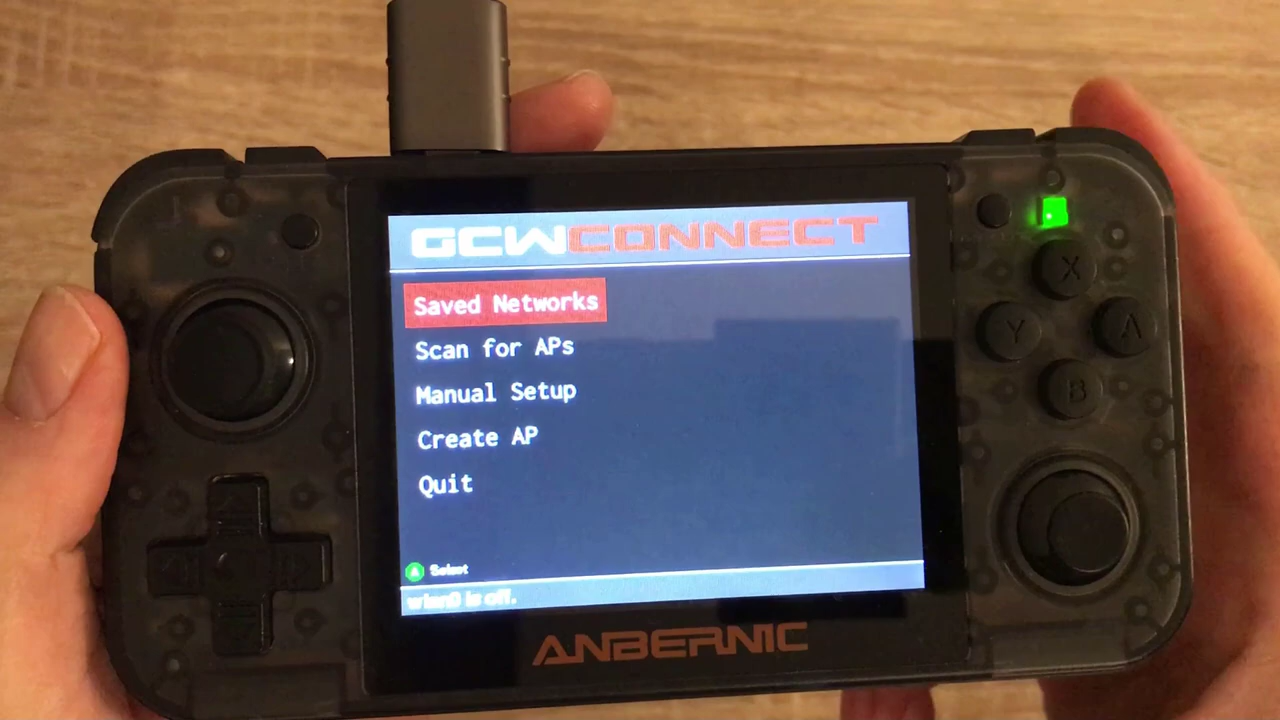 GCWCONNECT
Saved Networks
Scan for APs
Manual Setup
Create AP
Quit
A Select
wlan0 is off.
X
Y A
B
ANBERNIC